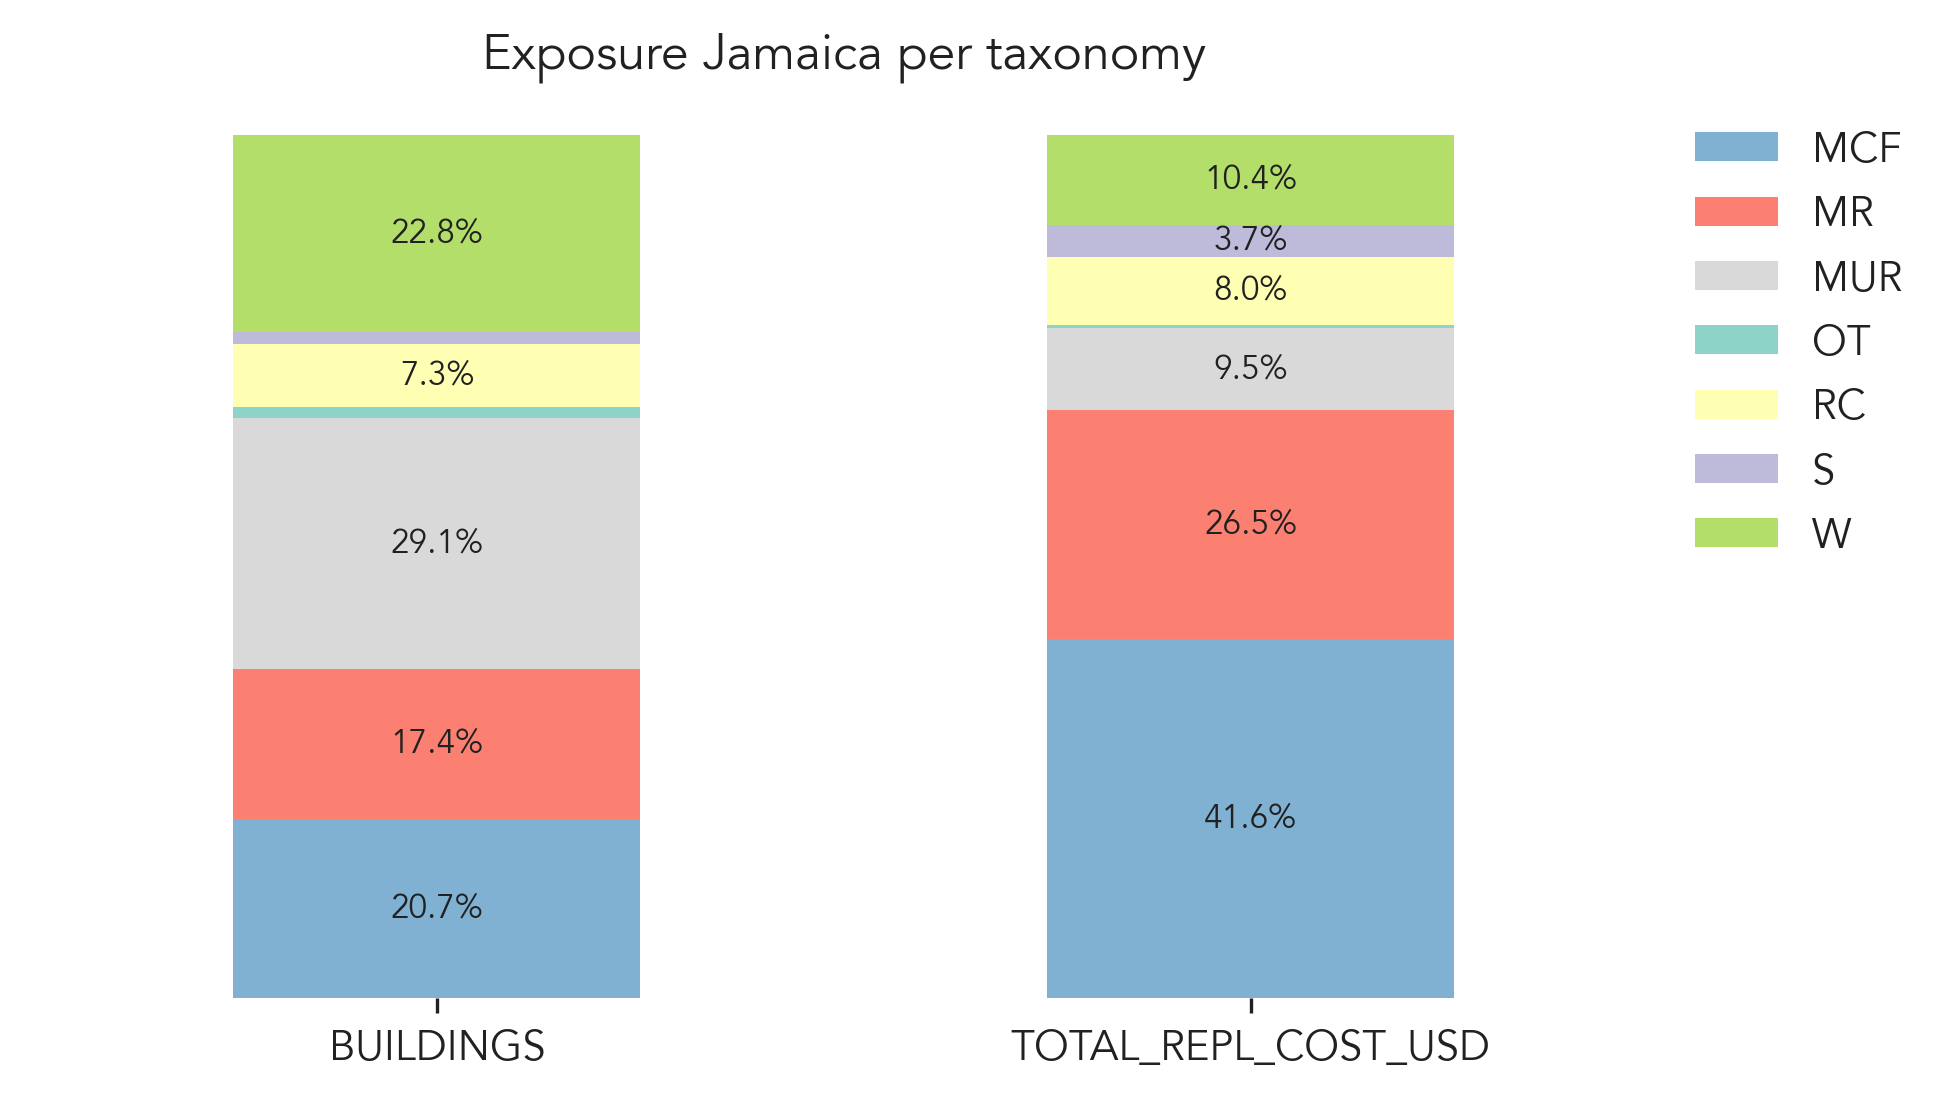 Exposure Jamaica per taxonomy
22.8%
7.3%
29.1%
17.4%
20.7%
BUILDINGS
10.4%
3.7%
8.0%
9.5%
26.5%
41.6%
TOTAL_REPL_COST_USD
MCF
MR
MUR
OT
RC
S
W